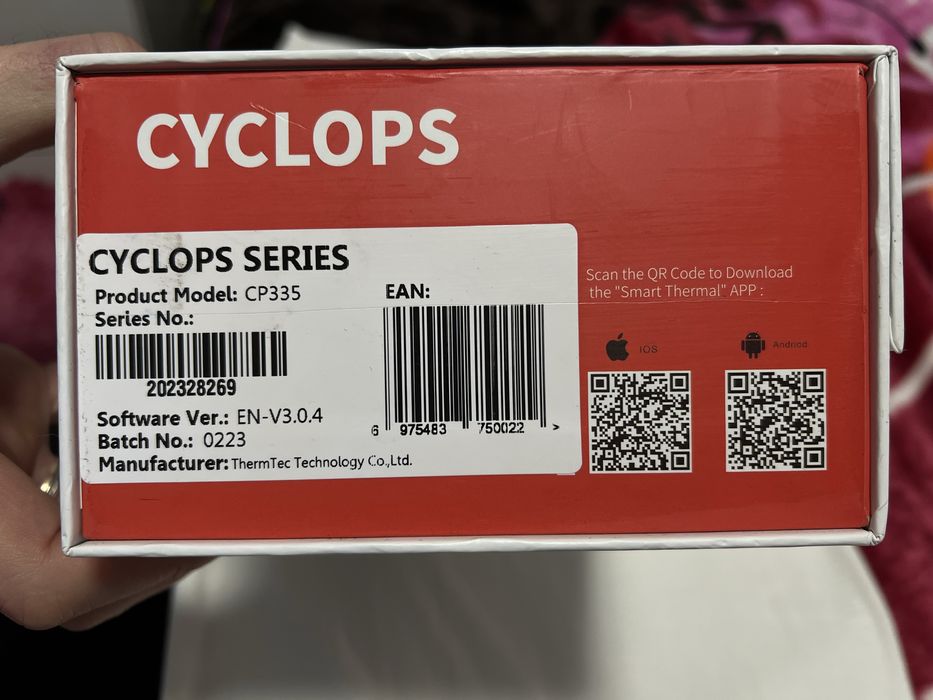 CYCLOPS
CYCLOPS SERIES
Product Model: CP335
Series No.:
202328269
Software Ver.: EN-V3.0.4
Batch No.: 0223
Manufacturer: ThermTec Technology Co.,Ltd.
EAN:
6 975483 750022 >
Scan the QR Code to Download
the "Smart Thermal" APP :
IOS
Andriod